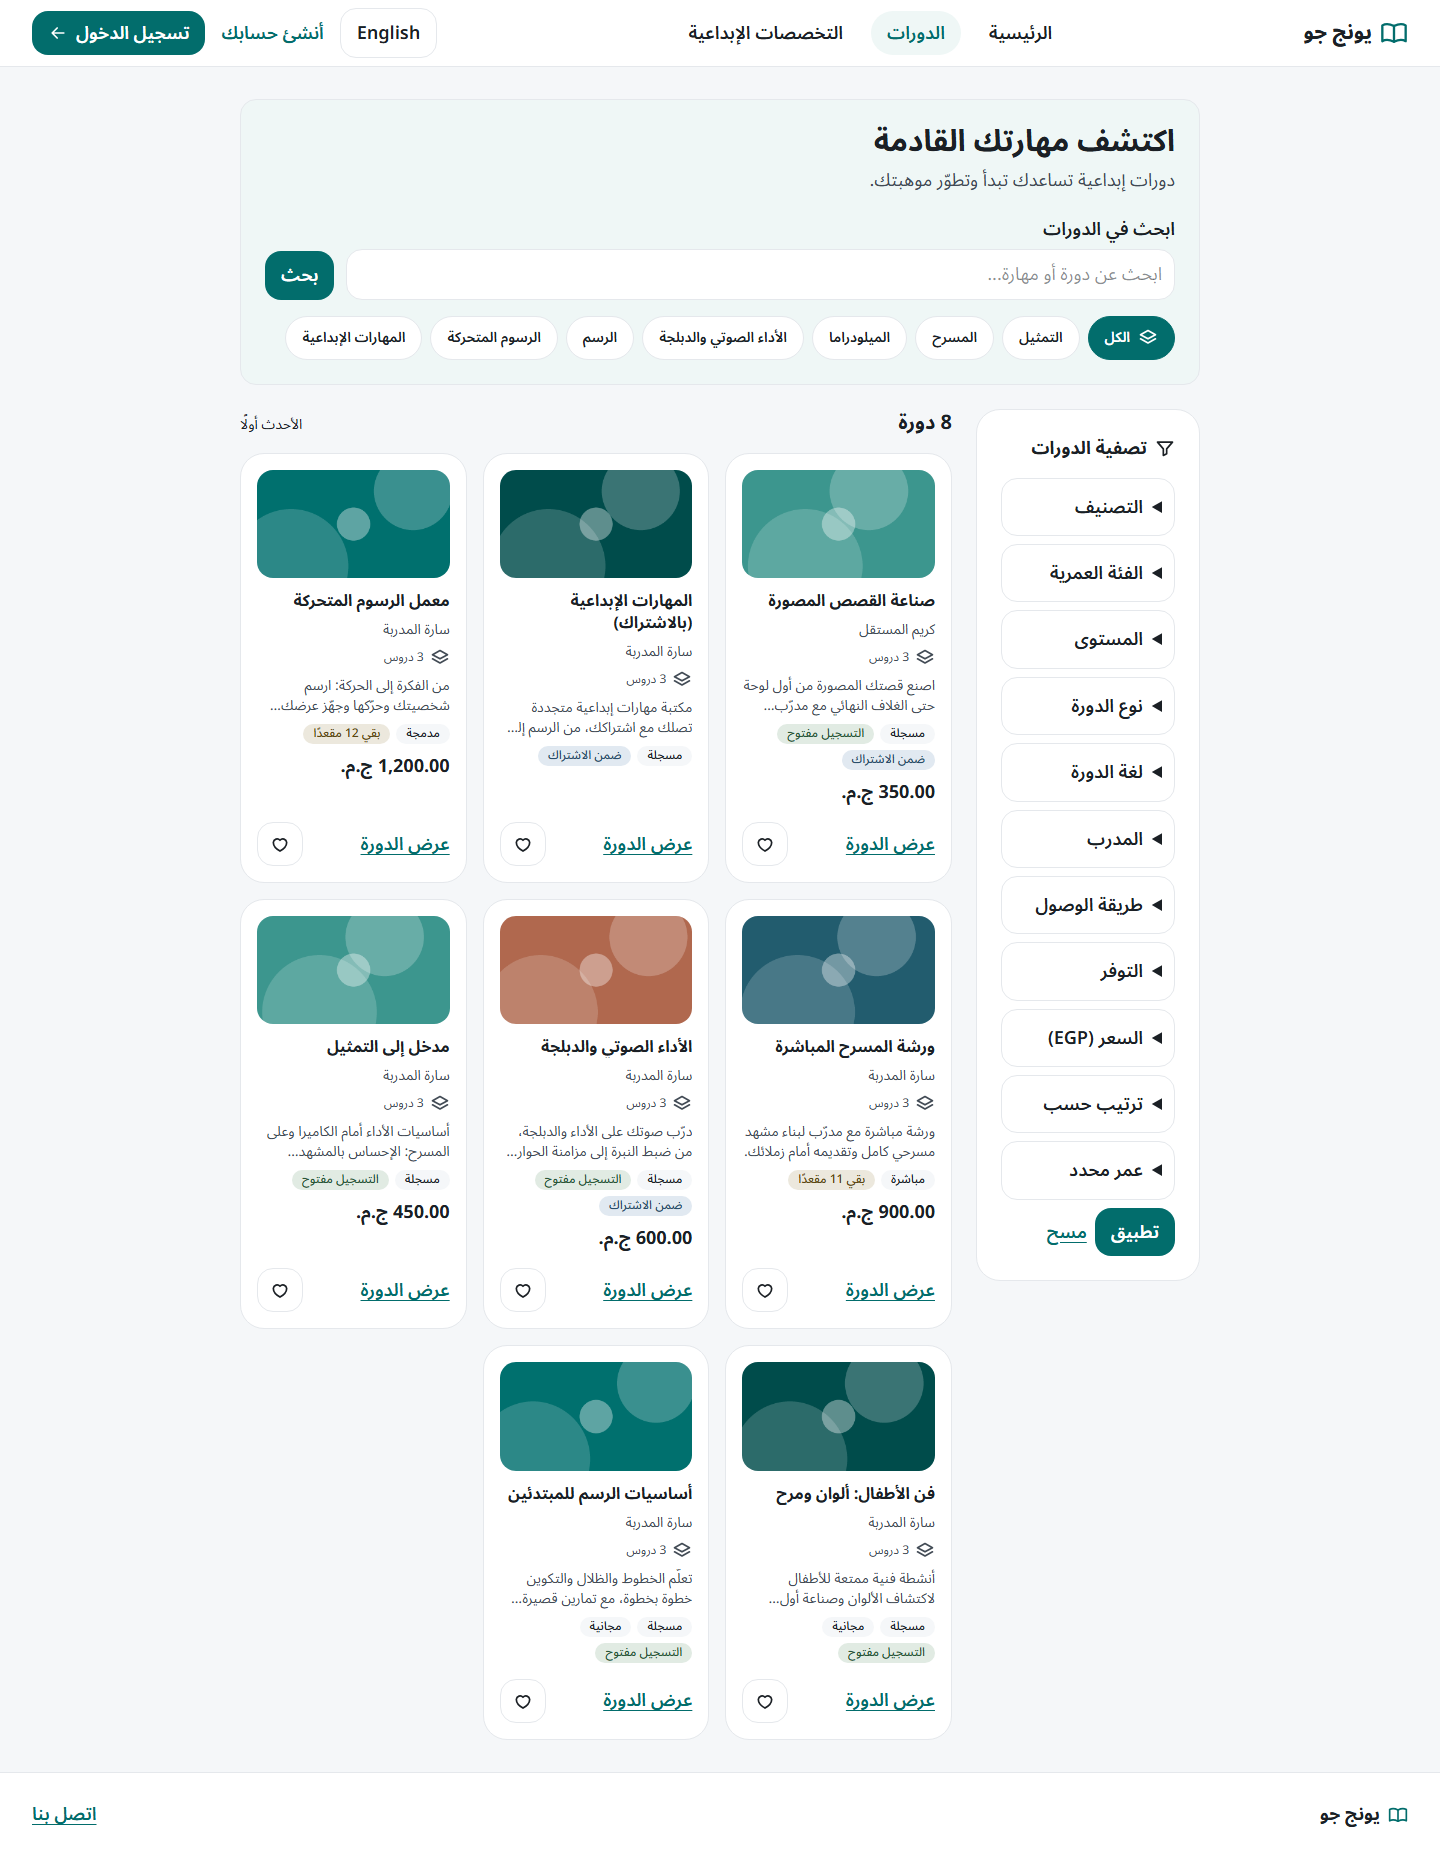 يونج جو
الرئيسية
الدورات
التخصصات الإبداعية
English
أنشئ حسابك
تسجيل الدخول
اكتشف مهارتك القادمة
دورات إبداعية تساعدك تبدأ وتطوّر موهبتك.
ابحث في الدورات
ابحث عن دورة أو مهارة...
بحث
الكل
التمثيل
المسرح
الميلودراما
الأداء الصوتي والدبلجة
الرسم
الرسوم المتحركة
المهارات الإبداعية
تصفية الدورات
التصنيف
الفئة العمرية
المستوى
نوع الدورة
لغة الدورة
المدرب
طريقة الوصول
التوفر
السعر (EGP)
ترتيب حسب
عمر محدد
تطبيق
مسح
8 دورة
الأحدث أولًا
صناعة القصص المصورة
كريم المستقل
3 دروس
اصنع قصتك المصورة من أول لوحة
حتى الغلاف النهائي مع مدرّب...
مسجلة
التسجيل مفتوح
ضمن الاشتراك
350.00 ج.م.
عرض الدورة
المهارات الإبداعية
(بالاشتراك)
سارة المدربة
3 دروس
مكتبة مهارات إبداعية متجددة
تصلك مع اشتراكك، من الرسم إل...
مسجلة
ضمن الاشتراك
عرض الدورة
معمل الرسوم المتحركة
سارة المدربة
3 دروس
من الفكرة إلى الحركة: ارسم
شخصيتك وحرّكها وجهّز عرضك...
مدمجة
بقي 12 مقعدًا
1,200.00 ج.م.
عرض الدورة
ورشة المسرح المباشرة
سارة المدربة
3 دروس
ورشة مباشرة مع مدرّب لبناء مشهد
مسرحي كامل وتقديمه أمام زملائك.
مباشرة
بقي 11 مقعدًا
900.00 ج.م.
عرض الدورة
الأداء الصوتي والدبلجة
سارة المدربة
3 دروس
درّب صوتك على الأداء والدبلجة،
من ضبط النبرة إلى مزامنة الحوار...
مسجلة
التسجيل مفتوح
ضمن الاشتراك
600.00 ج.م.
عرض الدورة
مدخل إلى التمثيل
سارة المدربة
3 دروس
أساسيات الأداء أمام الكاميرا وعلى
المسرح: الإحساس بالمشهد...
مسجلة
التسجيل مفتوح
450.00 ج.م.
عرض الدورة
فن الأطفال: ألوان ومرح
سارة المدربة
3 دروس
أنشطة فنية ممتعة للأطفال
لاكتشاف الألوان وصناعة أول...
مسجلة
مجانية
التسجيل مفتوح
عرض الدورة
أساسيات الرسم للمبتدئين
سارة المدربة
3 دروس
تعلّم الخطوط والظلال والتكوين
خطوة بخطوة، مع تمارين قصيرة...
مسجلة
مجانية
التسجيل مفتوح
عرض الدورة
يونج جو
اتصل بنا